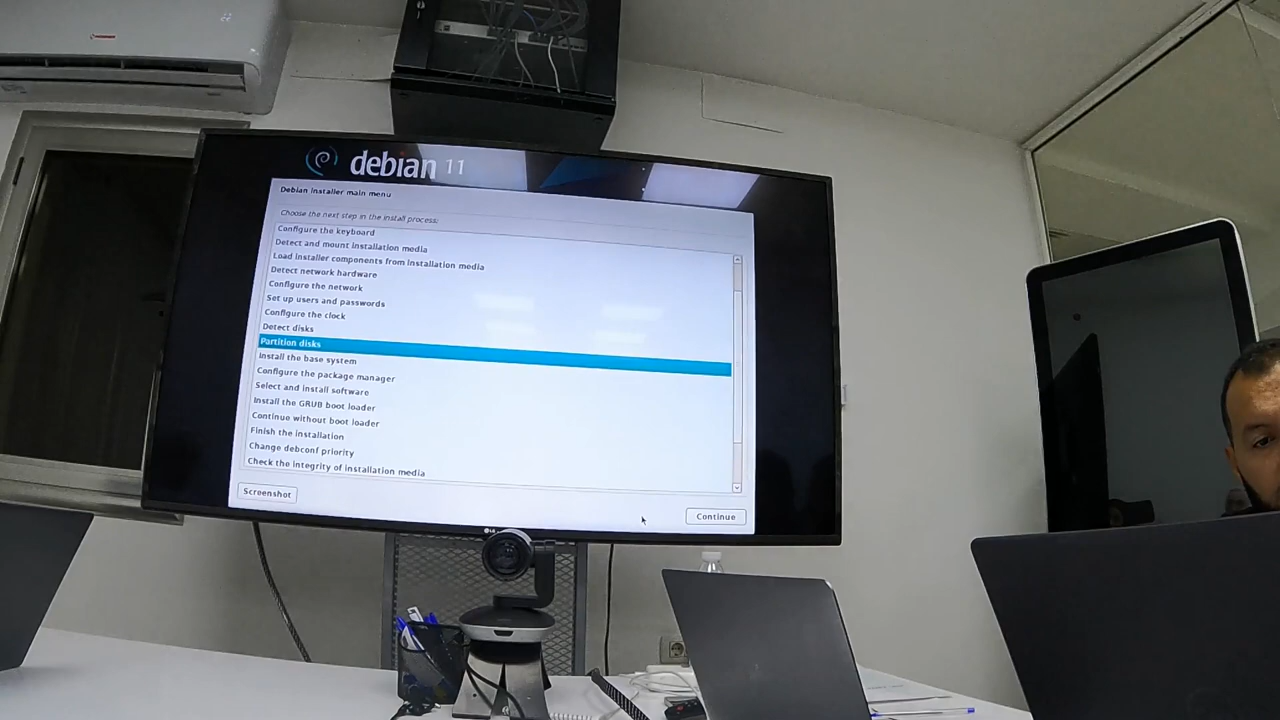 debian 11
Debian installer main menu
Choose the next step in the install process:
Configure the keyboard
Detect and mount installation media
Load installer components from installation media
Detect network hardware
Configure the network
Set up users and passwords
Configure the clock
Detect disks
Partition disks
Install the base system
Configure the package manager
Select and install software
Install the GRUB boot loader
Continue without boot loader
Finish the installation
Change debconf priority
Check the integrity of installation media
Screenshot
Continue
LG